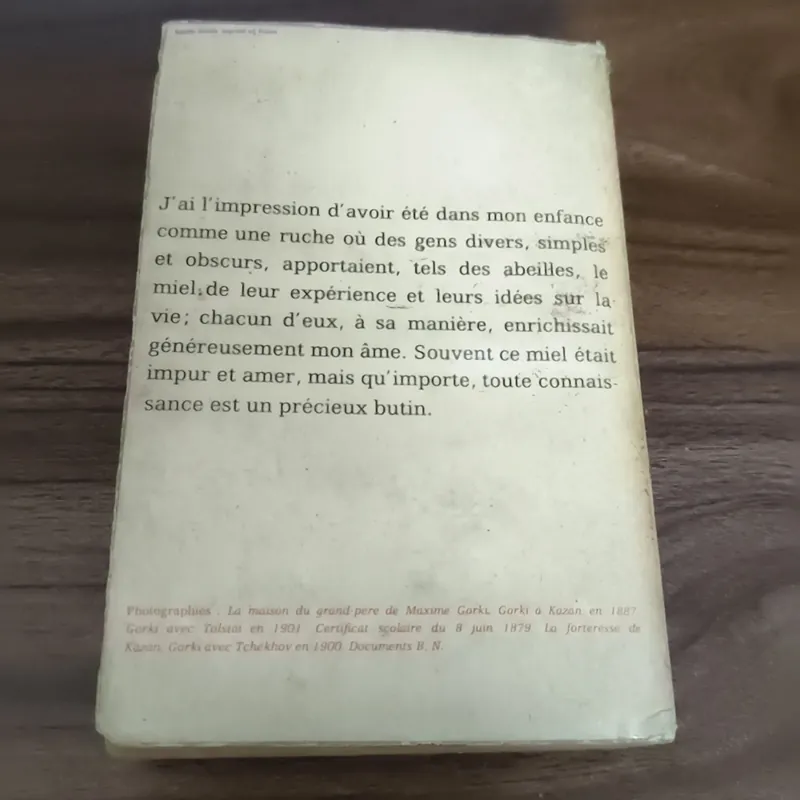 J'ai l'impression d'avoir été dans mon enfance
comme une ruche où des gens divers, simples
et obscurs, apportaient, tels des abeilles, le
miel de leur expérience et leurs idées sur la
vie; chacun d'eux, à sa manière, enrichissait
généreusement mon âme. Souvent ce miel était
impur et amer, mais qu'importe, toute connais-
sance est un précieux butin.
Photographies : La maison du grand-père de Maxime Gorki. Gorki à Kazan en 1887.
Gorki avec Tolstoï en 1901. Certificat scolaire du 8 juin 1879. La forteresse de
Kazan. Gorki avec Tchekhov en 1900. Documents B. N.